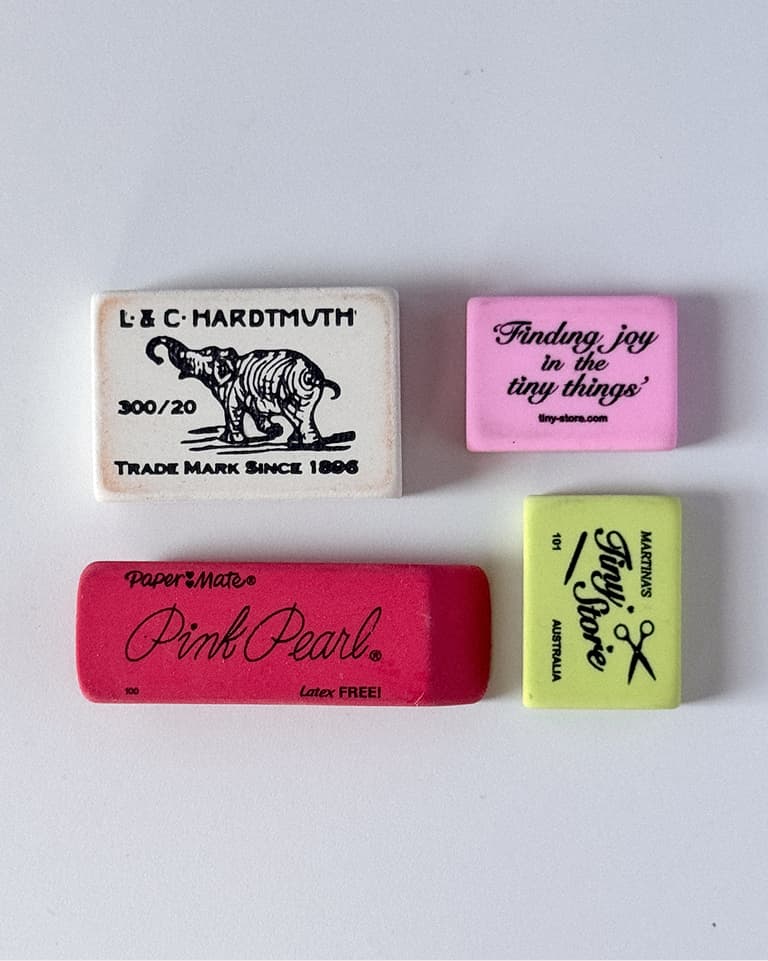 L. & C. HARDTMUTH
300/20
TRADE MARK SINCE 1896
'Finding joy
in the
tiny things'
tiny-store.com
Paper Mate®
Pink Pearl®
100
Latex FREE!
MARTINA'S
Tiny
Store
101
AUSTRALIA